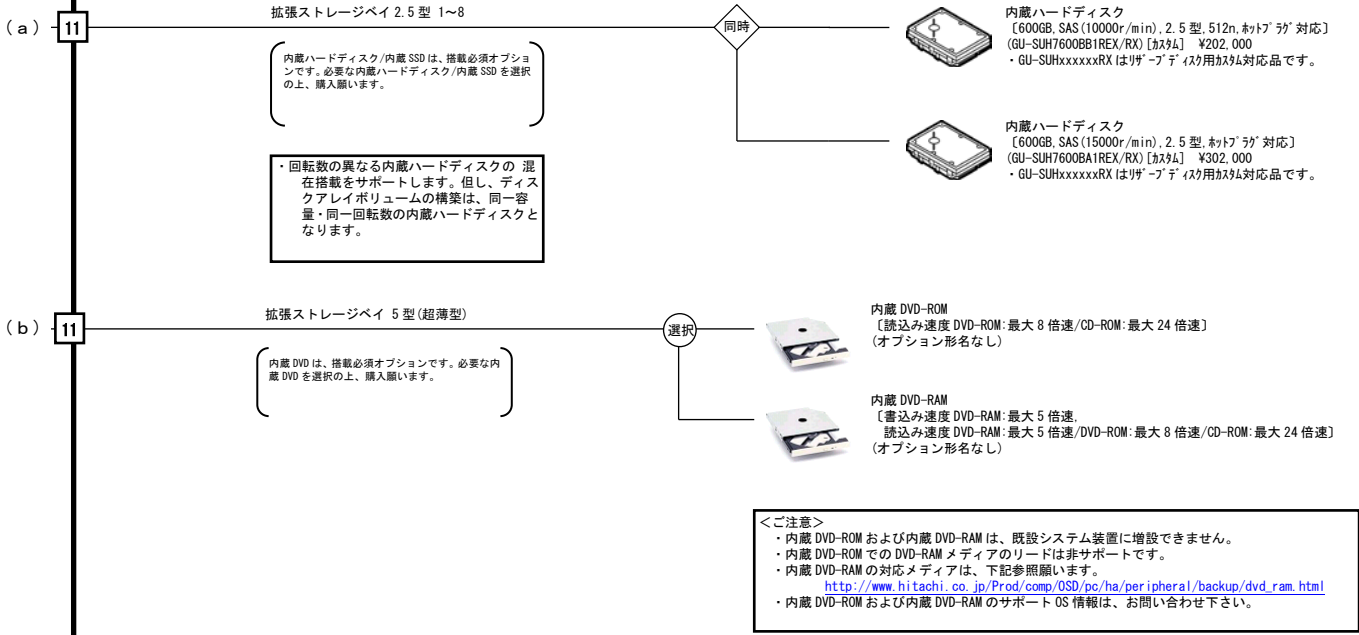 (a)
11
拡張ストレージベイ 2.5 型 1～8
同時
内蔵ハードディスク/内蔵 SSD は、搭載必須オプショ
ンです。必要な内蔵ハードディスク/内蔵 SSD を選択
の上、購入願います。
・回転数の異なる内蔵ハードディスクの 混
在搭載をサポートします。但し、ディス
クアレイボリュームの構築は、同一容
量・同一回転数の内蔵ハードディスクと
なります。
内蔵ハードディスク
〔600GB,SAS(10000r/min),2.5 型,512n,ﾎｯﾄﾌﾟﾗｸﾞ対応〕
(GU-SUH7600BB1REX/RX)[ｶｽﾀﾑ] ¥202,000
・GU-SUHxxxxxxRX はﾘｻﾞｰﾌﾞﾃﾞｨｽｸ用ｶｽﾀﾑ対応品です。
内蔵ハードディスク
〔600GB,SAS(15000r/min),2.5 型,ﾎｯﾄﾌﾟﾗｸﾞ対応〕
(GU-SUH7600BA1REX/RX)[ｶｽﾀﾑ] ¥302,000
・GU-SUHxxxxxxRX はﾘｻﾞｰﾌﾞﾃﾞｨｽｸ用ｶｽﾀﾑ対応品です。
(b)
11
拡張ストレージベイ 5 型(超薄型)
選択
内蔵 DVD は、搭載必須オプションです。必要な内
蔵 DVD を選択の上、購入願います。
内蔵 DVD-ROM
〔読込み速度 DVD-ROM:最大 8 倍速/CD-ROM:最大 24 倍速〕
(オプション形名なし)
内蔵 DVD-RAM
〔書込み速度 DVD-RAM:最大 5 倍速,
読込み速度 DVD-RAM:最大 5 倍速/DVD-ROM:最大 8 倍速/CD-ROM:最大 24 倍速〕
(オプション形名なし)
＜ご注意＞
・内蔵 DVD-ROM および内蔵 DVD-RAM は、既設システム装置に増設できません。
・内蔵 DVD-ROM での DVD-RAM メディアのリードは非サポートです。
・内蔵 DVD-RAM の対応メディアは、下記参照願います。
http://www.hitachi.co.jp/Prod/comp/OSD/pc/ha/peripheral/backup/dvd_ram.html
・内蔵 DVD-ROM および内蔵 DVD-RAM のサポート OS 情報は、お問い合わせ下さい。